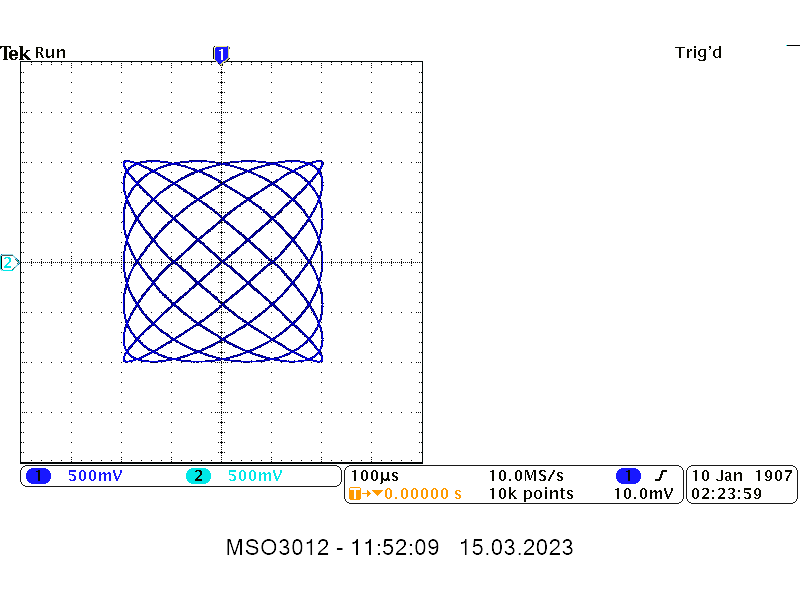 Tek Run 1 Trig'd
2
1 500mV 2 500mV 100µs 10.0MS/s 1 10 Jan 1907
T→▼0.00000 s 10k points 10.0mV 02:23:59
MSO3012 - 11:52:09 15.03.2023